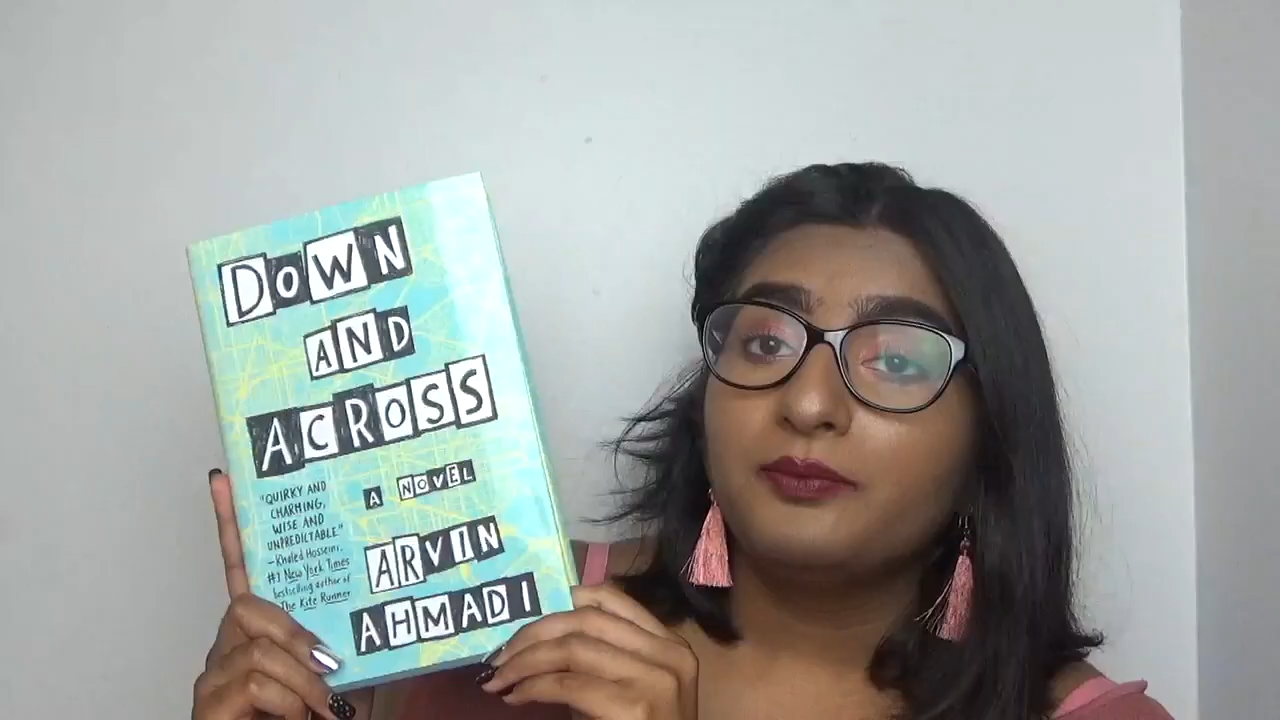 DOWN
AND
ACROSS
A NOVEL
"QUIRKY AND
CHARMING,
WISE AND
UNPREDICTABLE."
—Khaled Hosseini,
#1 New York Times
bestselling author of
The Kite Runner
ARVIN
AHMADI